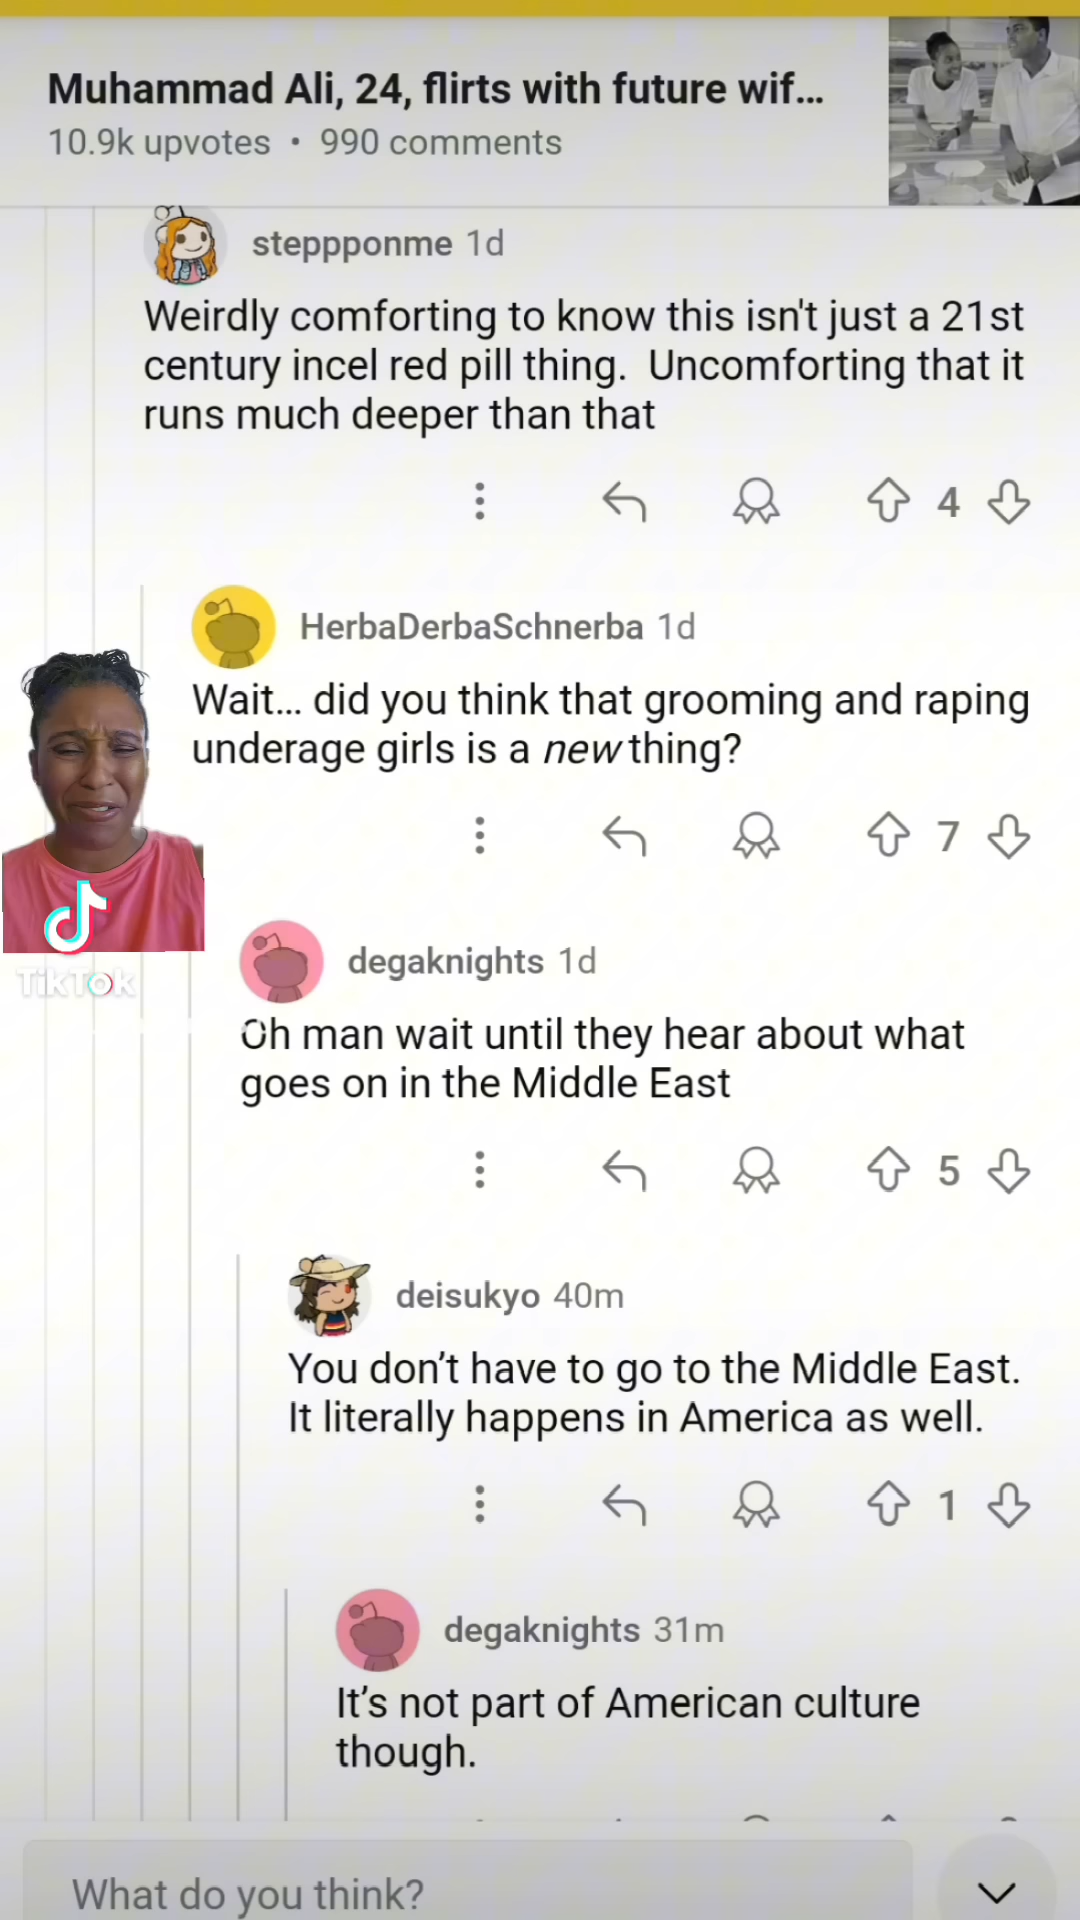 Muhammad Ali, 24, flirts with future wif...
10.9k upvotes • 990 comments
steppponme 1d
Weirdly comforting to know this isn't just a 21st
century incel red pill thing.  Uncomforting that it
runs much deeper than that
4
HerbaDerbaSchnerba 1d
Wait... did you think that grooming and raping
underage girls is a new thing?
7
TikTok
degaknights 1d
Oh man wait until they hear about what
goes on in the Middle East
5
deisukyo 40m
You don’t have to go to the Middle East.
It literally happens in America as well.
1
degaknights 31m
It’s not part of American culture
though.
What do you think?